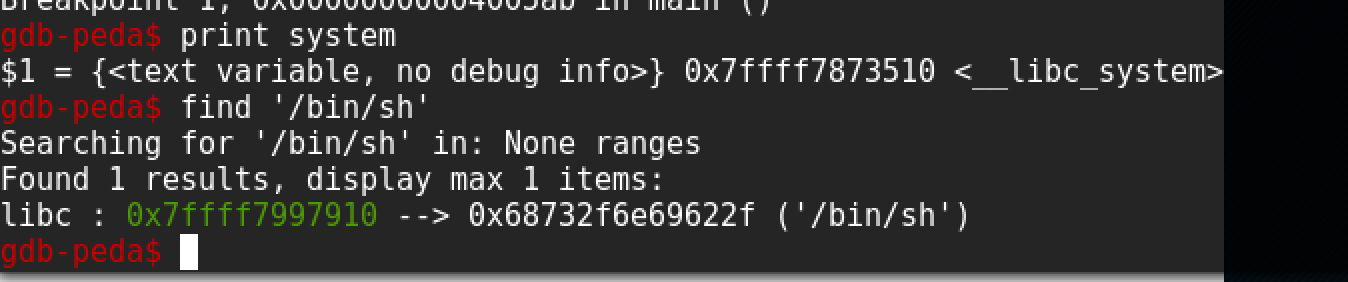 Breakpoint 1, 0x00000000004005ab in main ()
gdb-peda$ print system
$1 = {<text variable, no debug info>} 0x7ffff7873510 <__libc_system>
gdb-peda$ find '/bin/sh'
Searching for '/bin/sh' in: None ranges
Found 1 results, display max 1 items:
libc : 0x7ffff7997910 --> 0x68732f6e69622f ('/bin/sh')
gdb-peda$